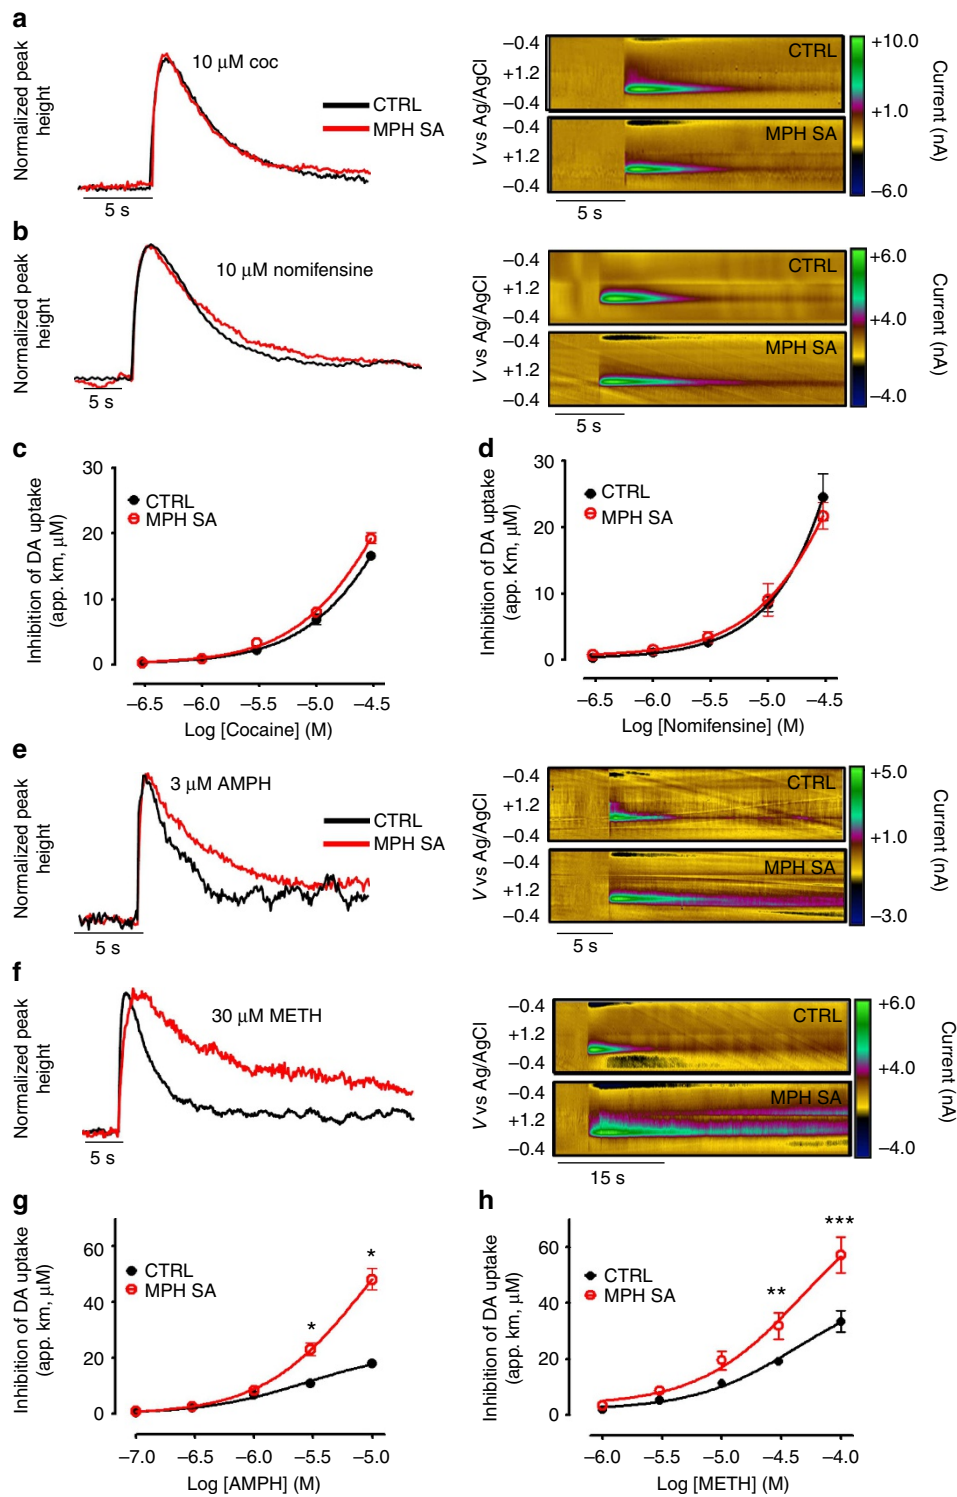 a
Normalized peak
height
10 μM coc
CTRL
MPH SA
5 s
V vs Ag/AgCl
–0.4
+1.2
–0.4
+1.2
–0.4
CTRL
MPH SA
5 s
+10.0
+1.0
–6.0
Current (nA)
b
Normalized peak
height
10 μM nomifensine
5 s
V vs Ag/AgCl
–0.4
+1.2
–0.4
+1.2
–0.4
CTRL
MPH SA
5 s
+6.0
+4.0
–4.0
Current (nA)
c
Inhibition of DA uptake
(app. km, μM)
30
20
10
0
CTRL
MPH SA
–6.5 –6.0 –5.5 –5.0 –4.5
Log [Cocaine] (M)
d
Inhibition of DA uptake
(app. Km, μM)
30
20
10
0
CTRL
MPH SA
–6.5 –6.0 –5.5 –5.0 –4.5
Log [Nomifensine] (M)
e
Normalized peak
height
3 μM AMPH
CTRL
MPH SA
5 s
V vs Ag/AgCl
–0.4
+1.2
–0.4
+1.2
–0.4
CTRL
MPH SA
5 s
+5.0
+1.0
–3.0
Current (nA)
f
Normalized peak
height
30 μM METH
5 s
V vs Ag/AgCl
–0.4
+1.2
–0.4
+1.2
–0.4
CTRL
MPH SA
15 s
+6.0
+4.0
–4.0
Current (nA)
g
Inhibition of DA uptake
(app. km, μM)
60
40
20
0
CTRL
MPH SA
*
*
–7.0 –6.5 –6.0 –5.5 –5.0
Log [AMPH] (M)
h
Inhibition of DA uptake
(app. km, μM)
60
40
20
0
CTRL
MPH SA
**
***
–6.0 –5.5 –5.0 –4.5 –4.0
Log [METH] (M)